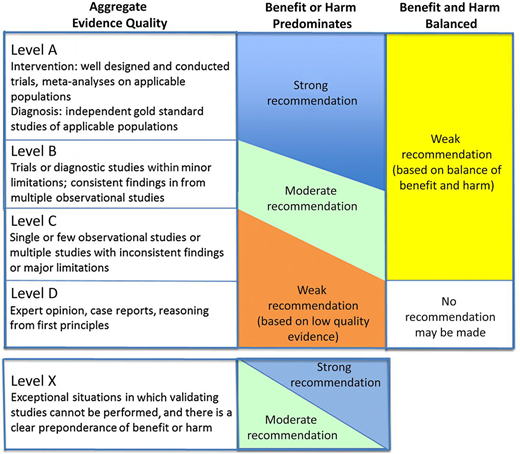 Aggregate
Evidence Quality
Benefit or Harm
Predominates
Benefit and Harm
Balanced
Level A
Intervention: well designed and conducted
trials, meta-analyses on applicable
populations
Diagnosis: independent gold standard
studies of applicable populations
Strong
recommendation
Weak
recommendation
(based on balance of
benefit and harm)
Level B
Trials or diagnostic studies within minor
limitations; consistent findings in from
multiple observational studies
Moderate
recommendation
Level C
Single or few observational studies or
multiple studies with inconsistent findings
or major limitations
Level D
Expert opinion, case reports, reasoning
from first principles
Weak
recommendation
(based on low quality
evidence)
No
recommendation
may be made
Level X
Exceptional situations in which validating
studies cannot be performed, and there is a
clear preponderance of benefit or harm
Strong
recommendation
Moderate
recommendation